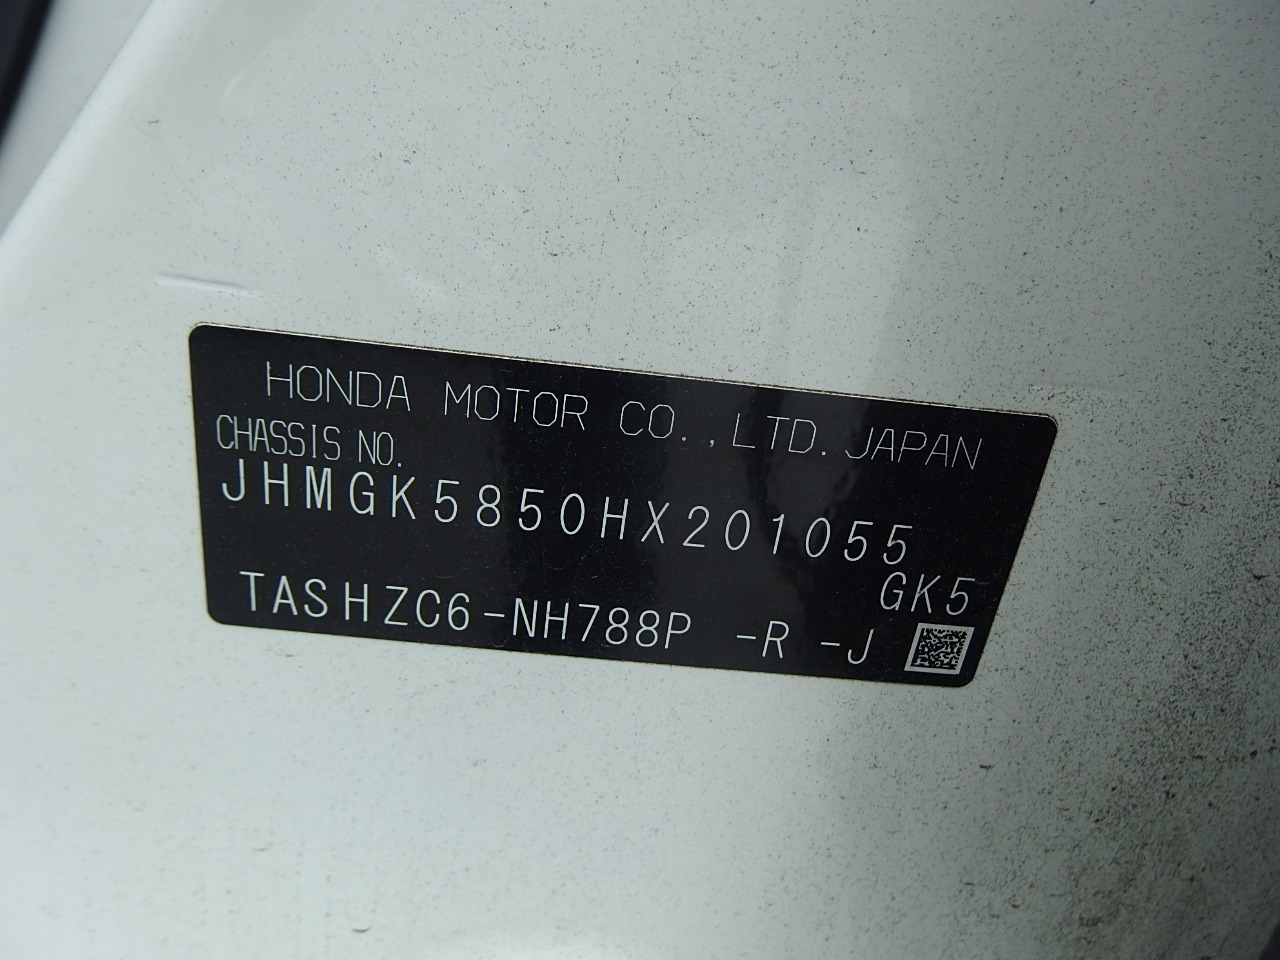 HONDA MOTOR CO.,LTD. JAPAN
CHASSIS NO.
JHMGK5850HX201055
GK5
TASHZC6-NH788P -R -J